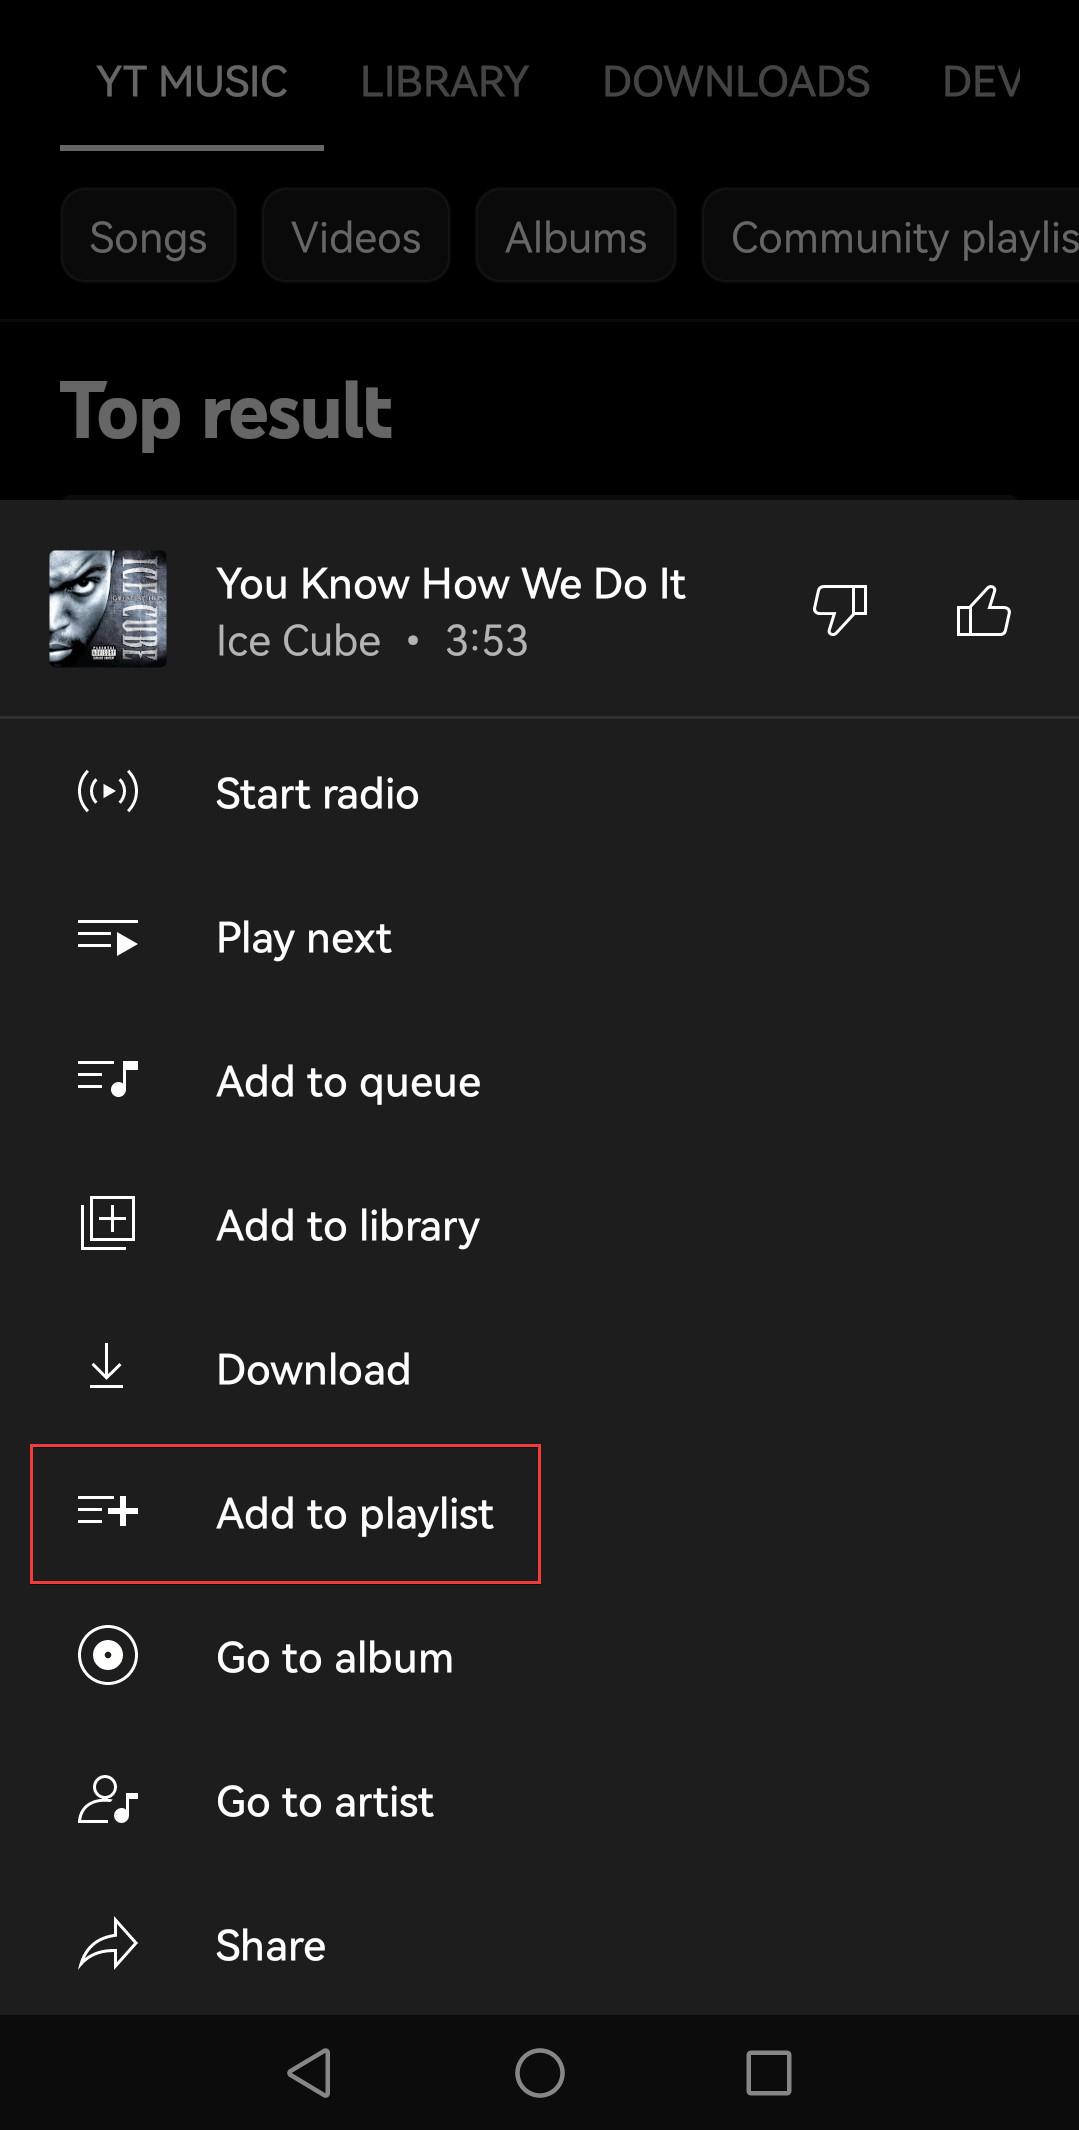 YT MUSIC LIBRARY DOWNLOADS DEV
Songs Videos Albums Community playlis
Top result
ICE CUBE
You Know How We Do It
Ice Cube • 3:53
Start radio
Play next
Add to queue
Add to library
Download
Add to playlist
Go to album
Go to artist
Share